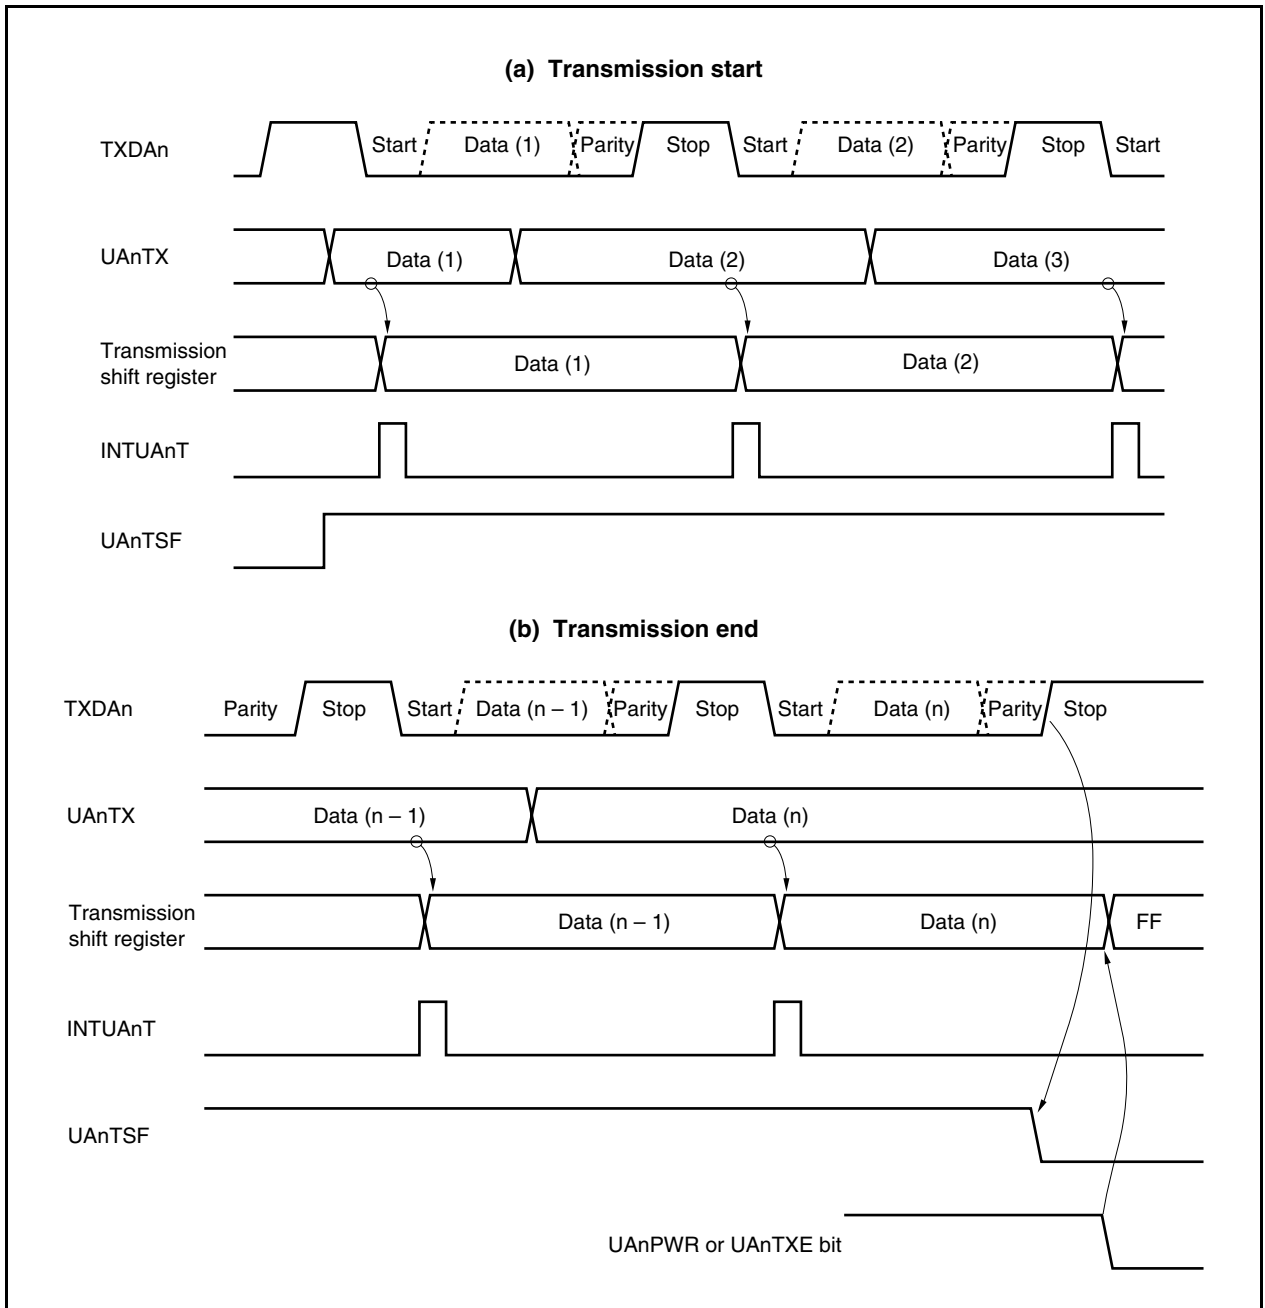 (a) Transmission start
TXDAn Start Data (1) Parity Stop Start Data (2) Parity Stop Start
UAnTX Data (1) Data (2) Data (3)
Transmission
shift register Data (1) Data (2)
INTUAnT
UAnTSF
(b) Transmission end
TXDAn Parity Stop Start Data (n – 1) Parity Stop Start Data (n) Parity Stop
UAnTX Data (n – 1) Data (n)
Transmission
shift register Data (n – 1) Data (n) FF
INTUAnT
UAnTSF
UAnPWR or UAnTXE bit